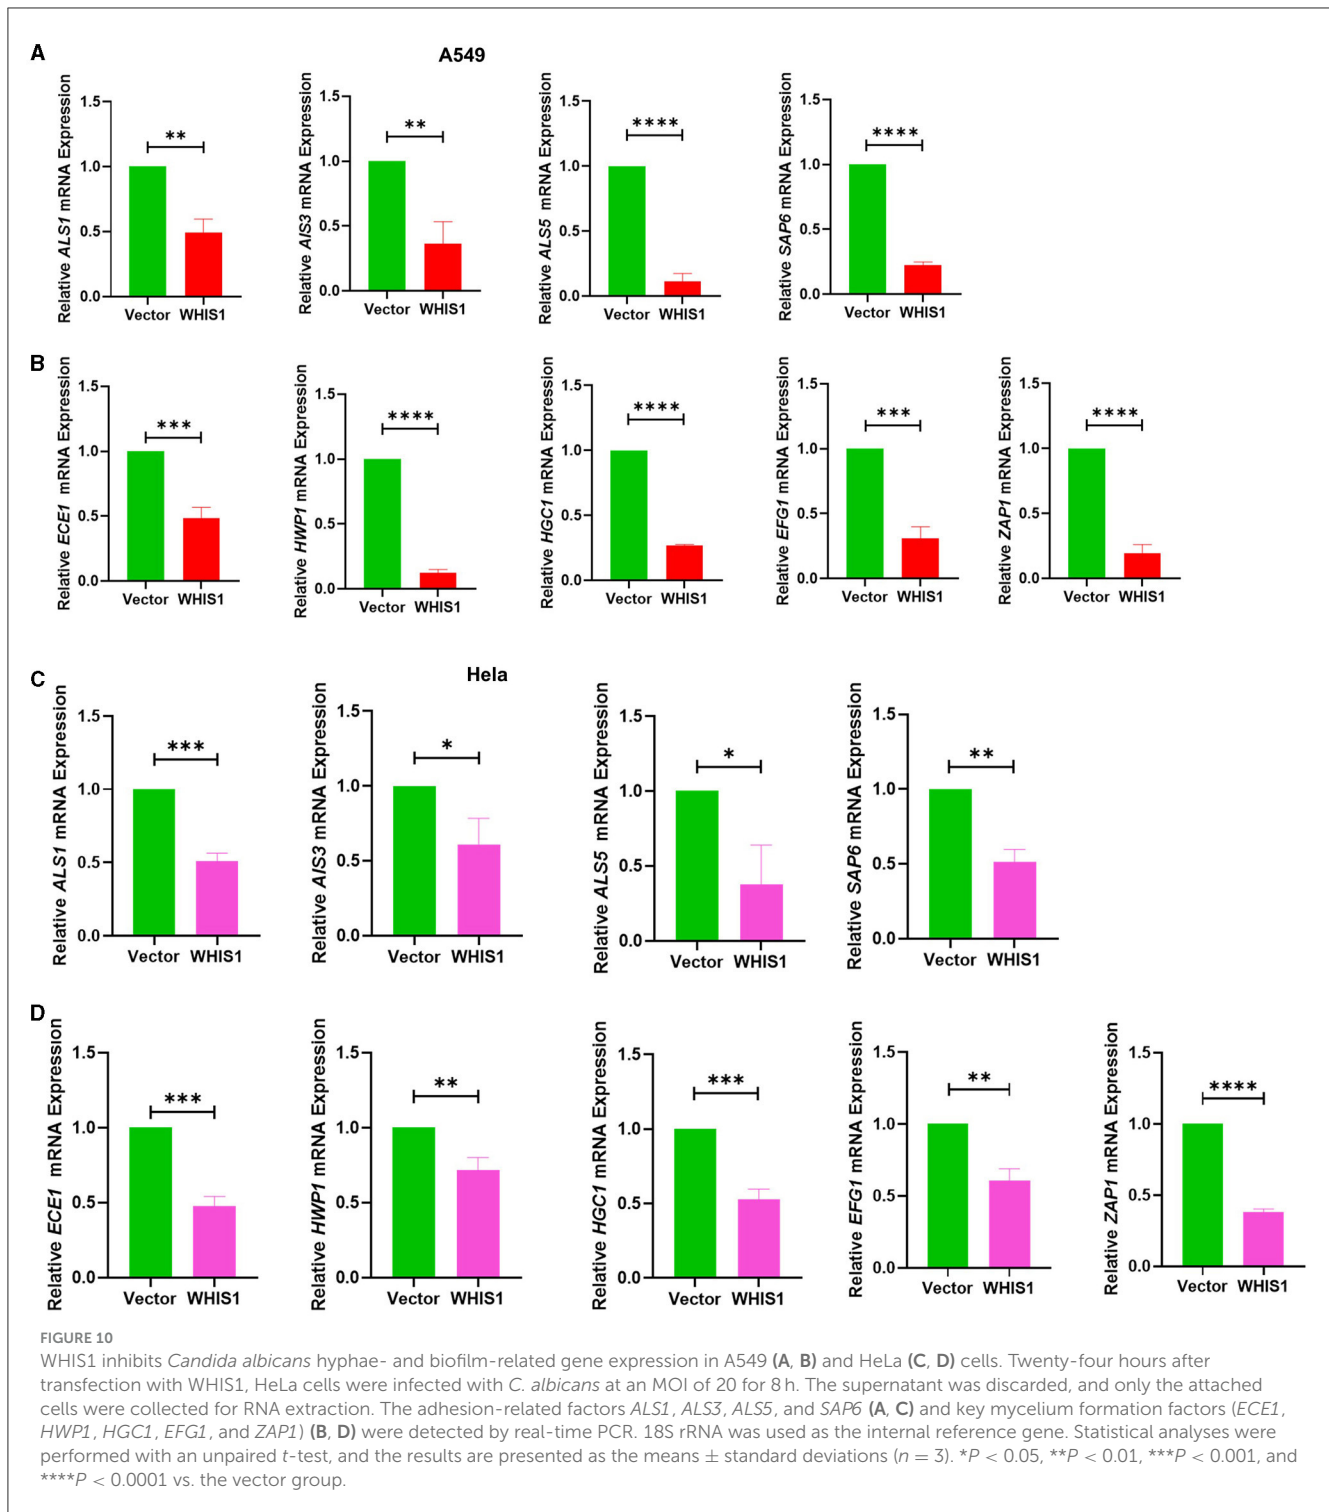 A
A549
Relative ALS1 mRNA Expression
1.5
1.0
0.5
0.0
**
Vector WHIS1
Relative AlS3 mRNA Expression
1.5
1.0
0.5
0.0
**
Vector WHIS1
Relative ALS5 mRNA Expression
1.5
1.0
0.5
0.0
****
Vector WHIS1
Relative SAP6 mRNA Expression
1.5
1.0
0.5
0.0
****
Vector WHIS1
B
Relative ECE1 mRNA Expression
1.5
1.0
0.5
0.0
***
Vector WHIS1
Relative HWP1 mRNA Expression
1.5
1.0
0.5
0.0
****
Vector WHIS1
Relative HGC1 mRNA Expression
1.5
1.0
0.5
0.0
****
Vector WHIS1
Relative EFG1 mRNA Expression
1.5
1.0
0.5
0.0
***
Vector WHIS1
Relative ZAP1 mRNA Expression
1.5
1.0
0.5
0.0
****
Vector WHIS1
C
Hela
Relative ALS1 mRNA Expression
1.5
1.0
0.5
0.0
***
Vector WHIS1
Relative AlS3 mRNA Expression
1.5
1.0
0.5
0.0
*
Vector WHIS1
Relative ALS5 mRNA Expression
1.5
1.0
0.5
0.0
*
Vector WHIS1
Relative SAP6 mRNA Expression
1.5
1.0
0.5
0.0
**
Vector WHIS1
D
Relative ECE1 mRNA Expression
1.5
1.0
0.5
0.0
***
Vector WHIS1
Relative HWP1 mRNA Expression
1.5
1.0
0.5
0.0
**
Vector WHIS1
Relative HGC1 mRNA Expression
1.5
1.0
0.5
0.0
***
Vector WHIS1
Relative EFG1 mRNA Expression
1.5
1.0
0.5
0.0
**
Vector WHIS1
Relative ZAP1 mRNA Expression
1.5
1.0
0.5
0.0
****
Vector WHIS1
FIGURE 10
WHIS1 inhibits Candida albicans hyphae- and biofilm-related gene expression in A549 (A, B) and HeLa (C, D) cells. Twenty-four hours after
transfection with WHIS1, HeLa cells were infected with C. albicans at an MOI of 20 for 8 h. The supernatant was discarded, and only the attached
cells were collected for RNA extraction. The adhesion-related factors ALS1, ALS3, ALS5, and SAP6 (A, C) and key mycelium formation factors (ECE1,
HWP1, HGC1, EFG1, and ZAP1) (B, D) were detected by real-time PCR. 18S rRNA was used as the internal reference gene. Statistical analyses were
performed with an unpaired t-test, and the results are presented as the means ± standard deviations (n = 3). *P < 0.05, **P < 0.01, ***P < 0.001, and
****P < 0.0001 vs. the vector group.